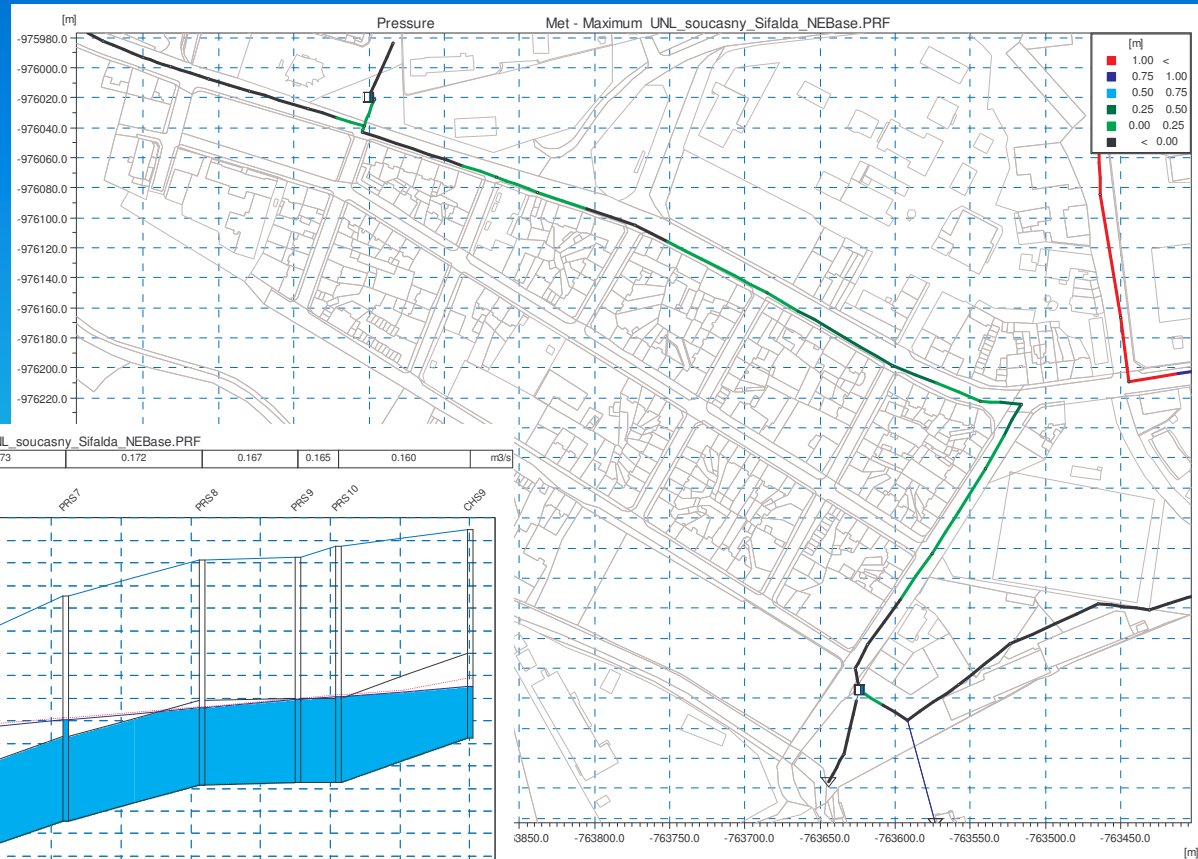 [m] Pressure Met - Maximum UNL_soucasny_Sifalda_NEBase.PRF
-975980.0
-976000.0
-976020.0
-976040.0
-976060.0
-976080.0
-976100.0
-976120.0
-976140.0
-976160.0
-976180.0
-976200.0
-976220.0
[m]
1.00 <
0.75 1.00
0.50 0.75
0.25 0.50
0.00 0.25
< 0.00
NL_soucasny_Sifalda_NEBase.PRF
73 0.172 0.167 0.165 0.160 m3/s
PRS7 PRS8 PRS9 PRS10 CHS9
3850.0 -763800.0 -763750.0 -763700.0 -763650.0 -763600.0 -763550.0 -763500.0 -763450.0
[m]